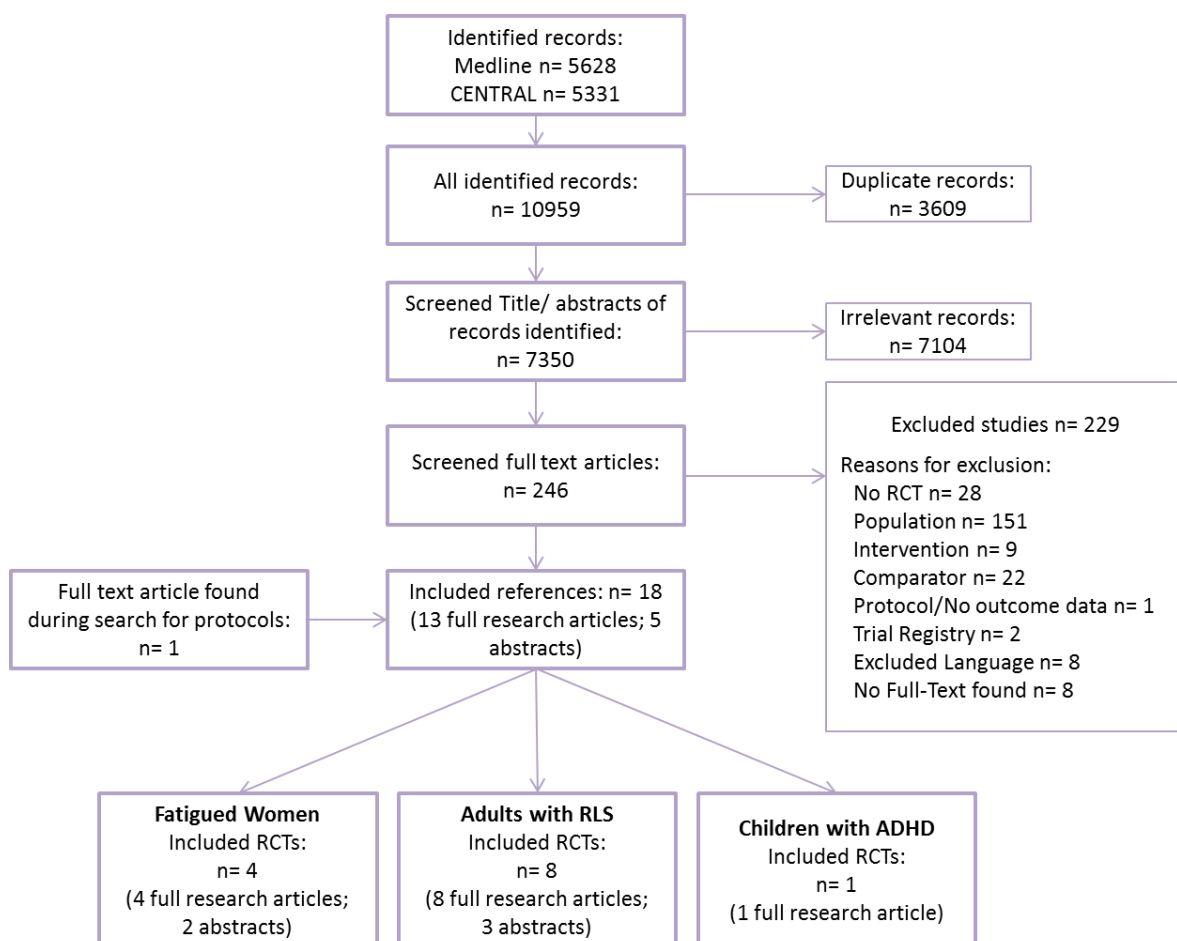 Identified records:
Medline n= 5628
CENTRAL n= 5331
All identified records:
n= 10959
Duplicate records:
n= 3609
Screened Title/ abstracts of
records identified:
n= 7350
Irrelevant records:
n= 7104
Screened full text articles:
n= 246
Excluded studies n= 229
Reasons for exclusion:
No RCT n= 28
Population n= 151
Intervention n= 9
Comparator n= 22
Protocol/No outcome data n= 1
Trial Registry n= 2
Excluded Language n= 8
No Full-Text found n= 8
Full text article found
during search for protocols:
n= 1
Included references: n= 18
(13 full research articles; 5
abstracts)
Fatigued Women
Included RCTs:
n= 4
(4 full research articles;
2 abstracts)
Adults with RLS
Included RCTs:
n= 8
(8 full research articles;
3 abstracts)
Children with ADHD
Included RCTs:
n= 1
(1 full research article)